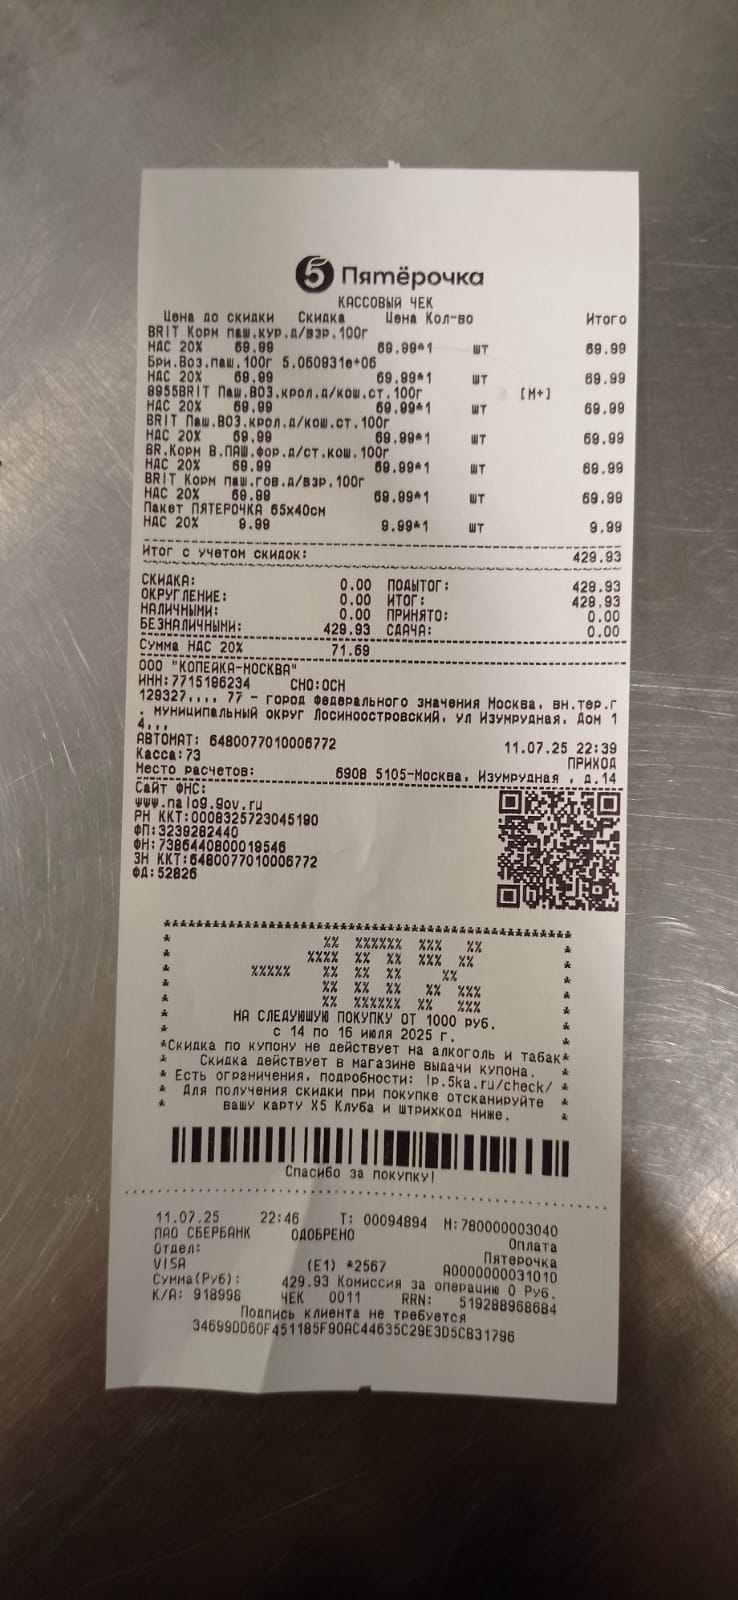 5 Пятёрочка
КАССОВЫЙ ЧЕК
Цена до скидки Скидка Цена Кол-во Итого
BRIT Корм паш.кур.д/взр.100г
НДС 20% 69.99 69.99*1 шт 69.99
Бри.Воз.паш.100г 5.060931e+06
НДС 20% 69.99 69.99*1 шт 69.99
8955BRIT Паш.ВОЗ.крол.д/кош.ст.100г [М+]
НДС 20% 69.99 69.99*1 шт 69.99
BRIT Паш.ВОЗ.крол.д/кош.ст.100г
НДС 20% 69.99 69.99*1 шт 69.99
BR.Корм В.ПАШ.фор.д/ст.кош.100г
НДС 20% 69.99 69.99*1 шт 69.99
BRIT Корм паш.гов.д/взр.100г
НДС 20% 69.99 69.99*1 шт 69.99
Пакет ПЯТЕРОЧКА 65х40см
НДС 20% 9.99 9.99*1 шт 9.99
Итог с учетом скидок: 429.93
СКИДКА: 0.00 ПОДЫТОГ: 429.93
ОКРУГЛЕНИЕ: 0.00 ИТОГ: 429.93
НАЛИЧНЫМИ: 0.00 ПРИНЯТО: 0.00
БЕЗНАЛИЧНЫМИ: 429.93 СДАЧА: 0.00
Сумма НДС 20% 71.69
ООО "КОПЕЙКА-МОСКВА"
ИНН:7715196234 СНО:ОСН
129327,,,, 77 - город федерального значения Москва, вн.тер.г
. муниципальный округ Лосиноостровский, ул Изумрудная, Дом 1
4,,,
АВТОМАТ: 6480077010006772 11.07.25 22:39
Касса:73 ПРИХОД
Место расчетов: 6908 5105-Москва, Изумрудная , д.14
Сайт ФНС:
www.nalog.gov.ru
РН ККТ:0008325723045190
ФП:3239282440
ФН:7386440800019546
ЗН ККТ:6480077010006772
ФД:52826
-10%
НА СЛЕДУЮЩУЮ ПОКУПКУ ОТ 1000 руб.
с 14 по 16 июля 2025 г.
*Скидка по купону не действует на алкоголь и табак*
* Скидка действует в магазине выдачи купона. *
* Есть ограничения, подробности: lp.5ka.ru/check/ *
* Для получения скидки при покупке отсканируйте *
* вашу карту Х5 Клуба и штрихкод ниже. *
Спасибо за покупку!
11.07.25 22:46 Т: 00094894 М:780000003040
ПАО СБЕРБАНК ОДОБРЕНО Оплата
Отдел: Пятерочка
VISA (Е1) *2567 A0000000031010
Сумма(Руб): 429.93 Комиссия за операцию 0 Руб.
К/А: 918998 ЧЕК 0011 RRN: 519288968684
Подпись клиента не требуется
34699DD60F451185F90AC44635C29E3D5CB31796